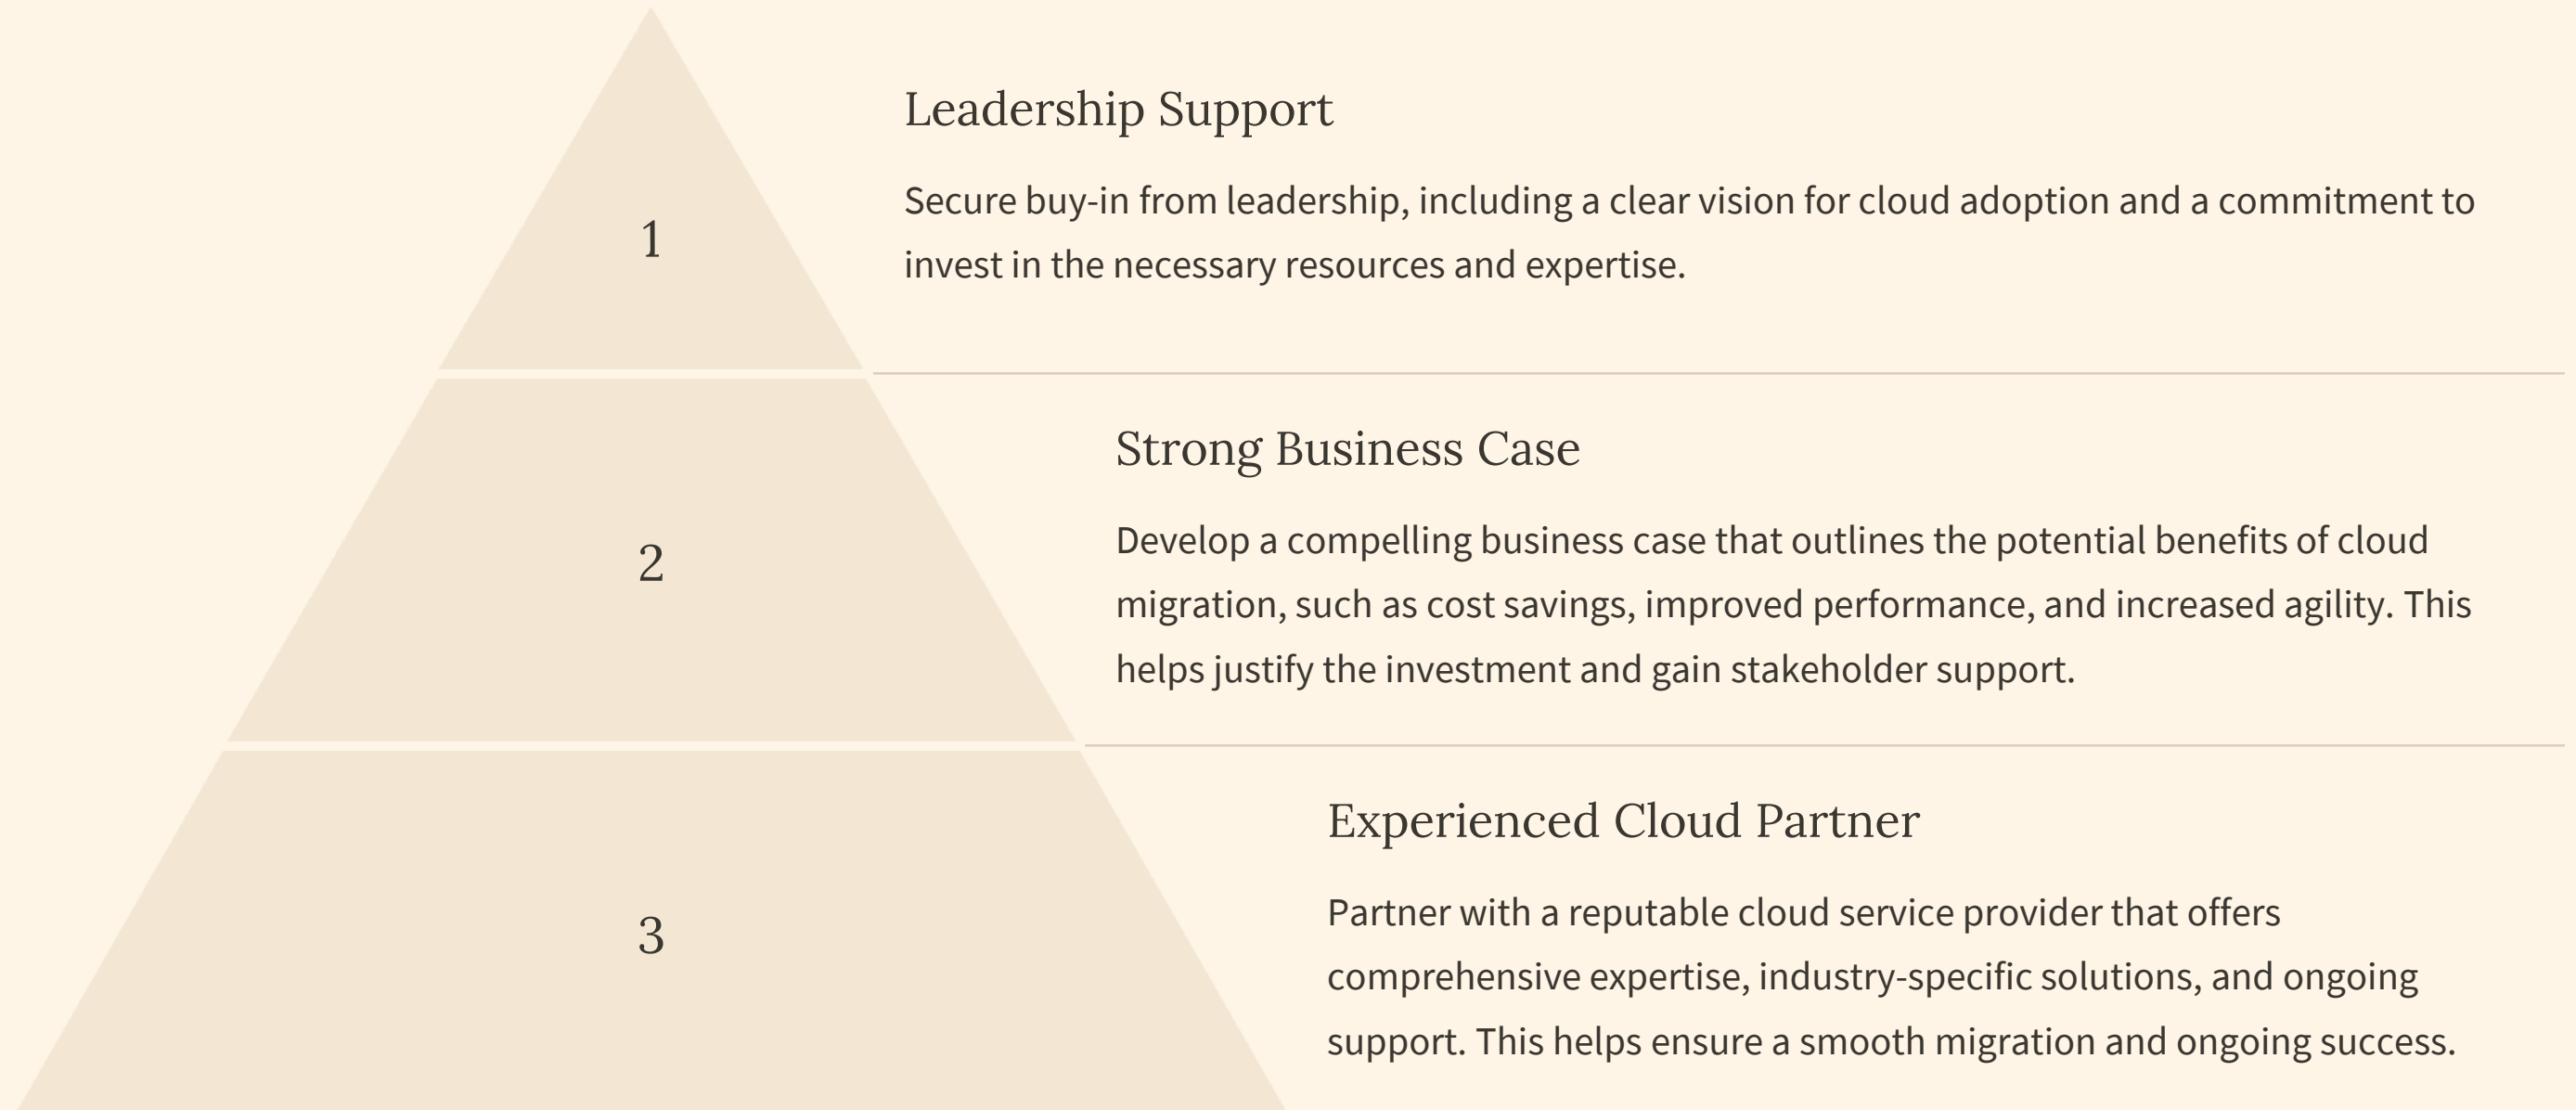 Leadership Support
1
Secure buy-in from leadership, including a clear vision for cloud adoption and a commitment to
invest in the necessary resources and expertise.
Strong Business Case
2
Develop a compelling business case that outlines the potential benefits of cloud
migration, such as cost savings, improved performance, and increased agility. This
helps justify the investment and gain stakeholder support.
Experienced Cloud Partner
3
Partner with a reputable cloud service provider that offers
comprehensive expertise, industry-specific solutions, and ongoing
support. This helps ensure a smooth migration and ongoing success.